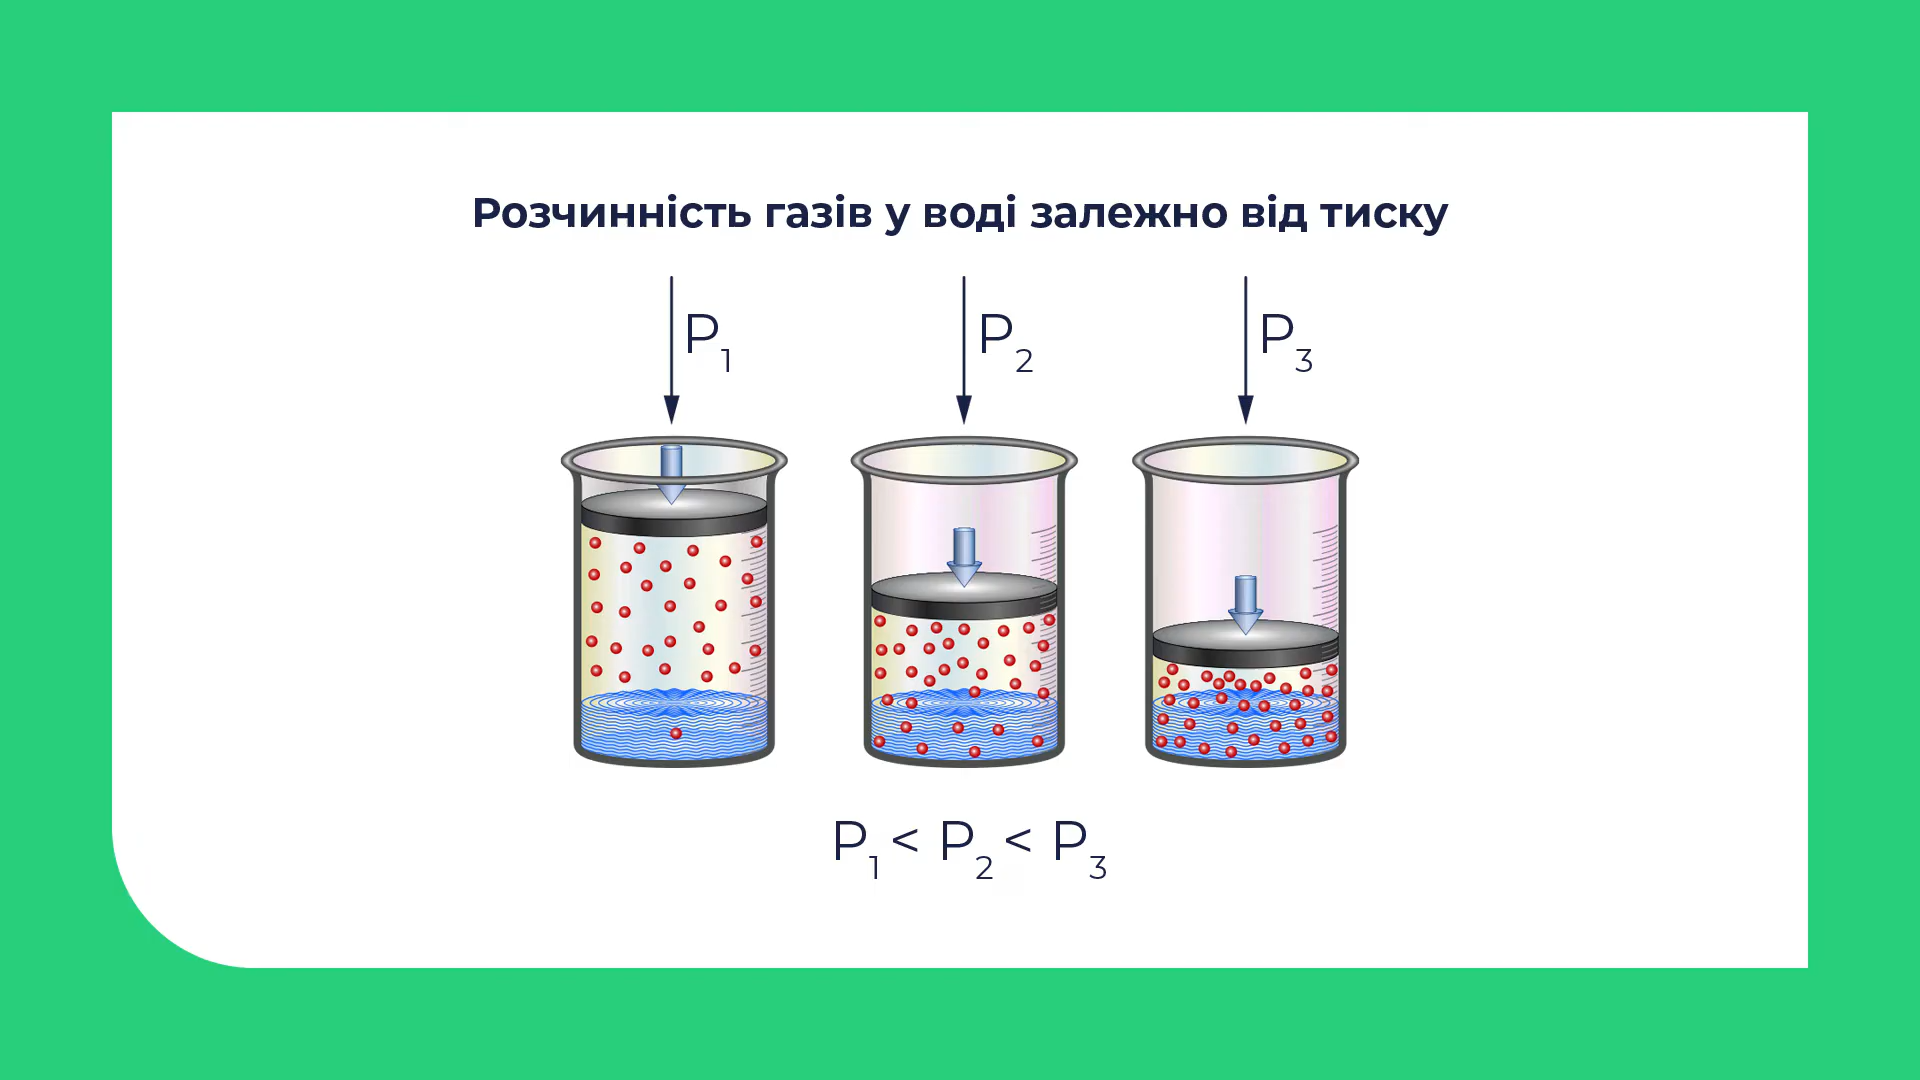 Розчинність газів у воді залежно від тиску
P₁ P₂ P₃
P₁ < P₂ < P₃